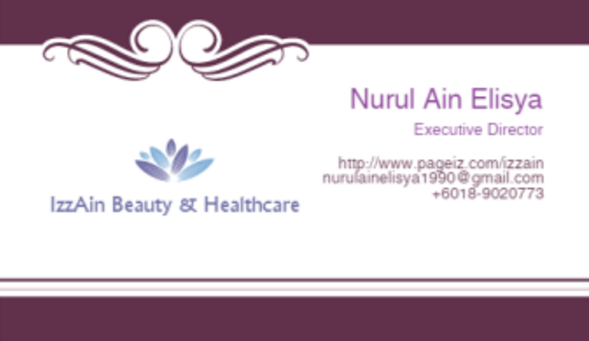 Nurul Ain Elisya
Executive Director
http://www.pageiz.com/izzain
nurulainelisya1990@gmail.com
+6018-9020773
IzzAin Beauty & Healthcare